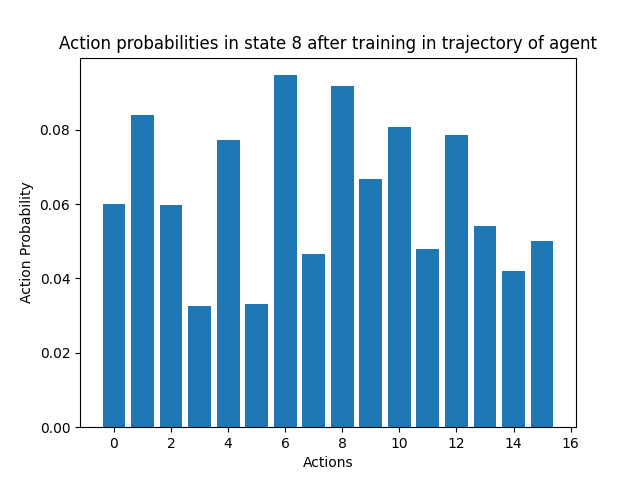 Action probabilities in state 8 after training in trajectory of agent
0.08
0.06
0.04
0.02
0.00
Action Probability
0 2 4 6 8 10 12 14 16
Actions